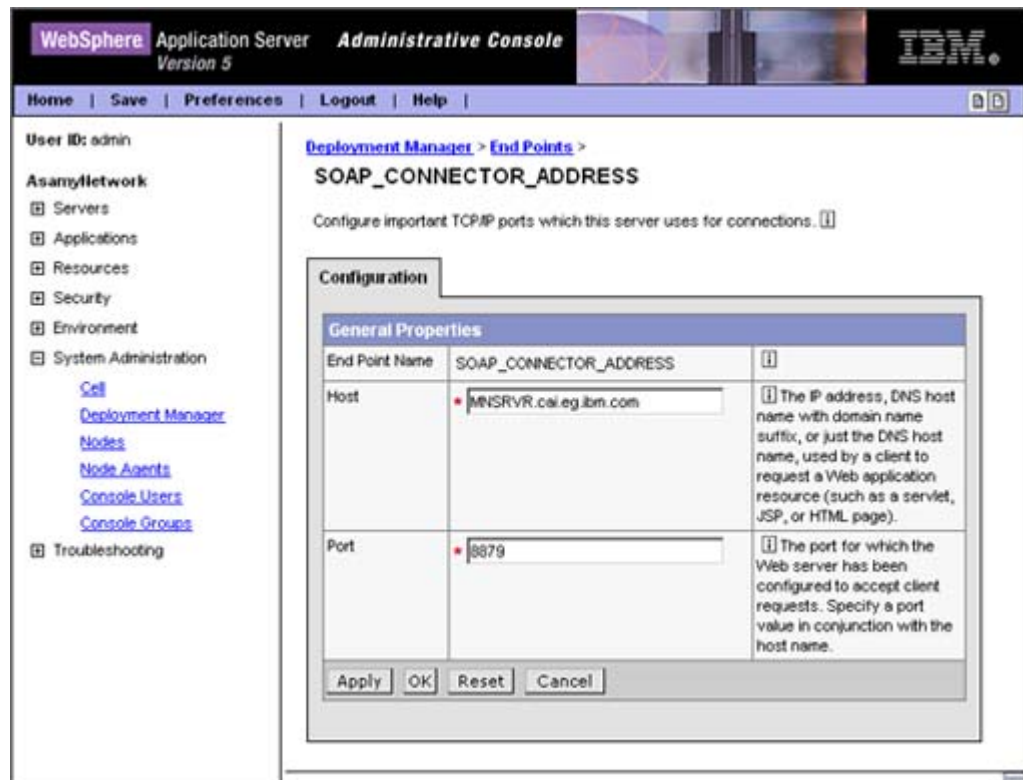 WebSphere Application Server Administrative Console
Version 5
IBM.
Home | Save | Preferences | Logout | Help |
User ID: admin
AsamyNetwork
Servers
Applications
Resources
Security
Environment
System Administration
Cell
Deployment Manager
Nodes
Node Agents
Console Users
Console Groups
Troubleshooting
Deployment Manager > End Points >
SOAP_CONNECTOR_ADDRESS
Configure important TCP/IP ports which this server uses for connections. i
Configuration
General Properties
End Point Name SOAP_CONNECTOR_ADDRESS i
Host * MNSRVR.cai.eg.ibm.com
i The IP address, DNS host
name with domain name
suffix, or just the DNS host
name, used by a client to
request a Web application
resource (such as a servlet,
JSP, or HTML page).
Port * 8879
i The port for which the
Web server has been
configured to accept client
requests. Specify a port
value in conjunction with the
host name.
Apply OK Reset Cancel